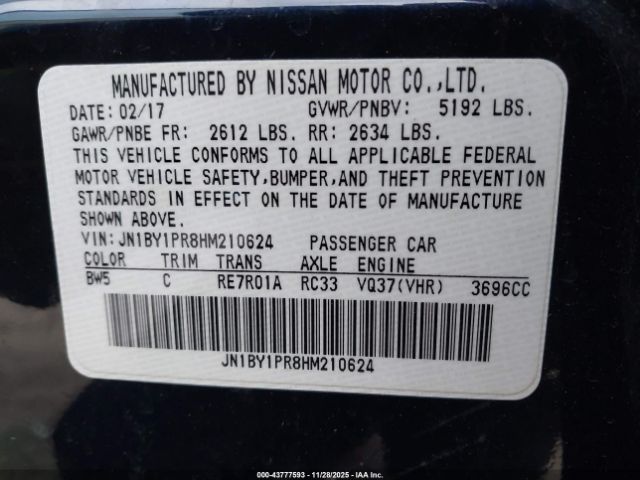 MANUFACTURED BY NISSAN MOTOR CO.,LTD.
DATE: 02/17 GVWR/PNBV: 5192 LBS.
GAWR/PNBE FR: 2612 LBS. RR: 2634 LBS.
THIS VEHICLE CONFORMS TO ALL APPLICABLE FEDERAL
MOTOR VEHICLE SAFETY,BUMPER,AND THEFT PREVENTION
STANDARDS IN EFFECT ON THE DATE OF MANUFACTURE
SHOWN ABOVE.
VIN:JN1BY1PR8HM210624 PASSENGER CAR
COLOR TRIM TRANS AXLE ENGINE
BW5 C RE7R01A RC33 VQ37(VHR) 3696CC
JN1BY1PR8HM210624
000-43777593 - 11/28/2025 - IAAI.COM